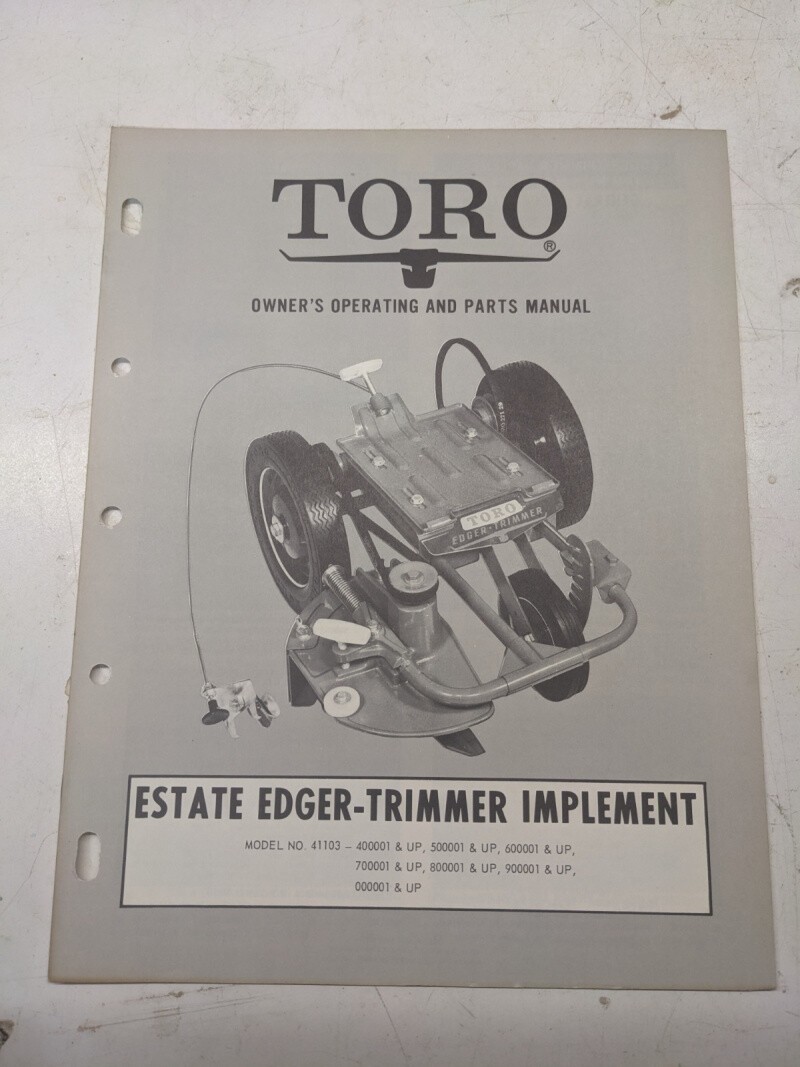 TORO
®
OWNER'S OPERATING AND PARTS MANUAL
TORO
EDGER-TRIMMER
ESTATE EDGER-TRIMMER IMPLEMENT
MODEL NO. 41103 – 400001 & UP, 500001 & UP, 600001 & UP,
700001 & UP, 800001 & UP, 900001 & UP,
000001 & UP